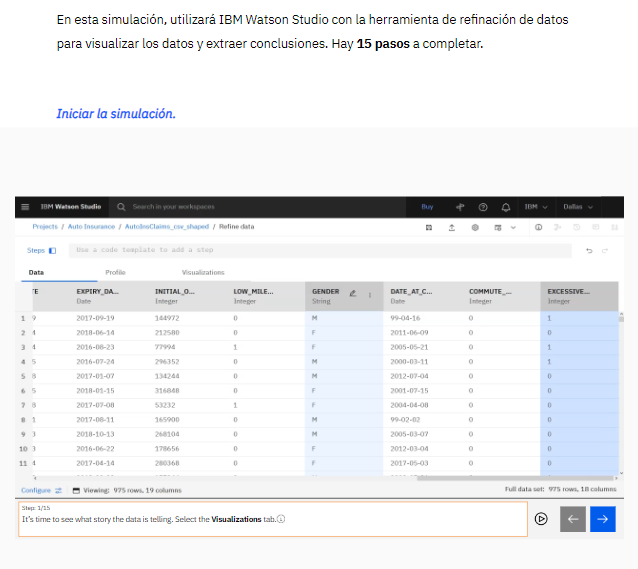 En esta simulación, utilizará IBM Watson Studio con la herramienta de refinación de datos
para visualizar los datos y extraer conclusiones. Hay 15 pasos a completar.
Iniciar la simulación.
IBM Watson Studio Search in your workspaces Buy IBM Dallas
Projects / Auto Insurance / AutoInsClaims_csv_shaped / Refine data
Steps Use a code template to add a step
Data Profile Visualizations
EXPIRY_DA... INITIAL_O... LOW_MILE... GENDER DATE_AT_C... COMMUTE_... EXCESSIVE...
Date Integer Integer String Date Integer Integer
1 9 2017-09-19 144972 0 M 99-04-16 0 1
2 4 2018-06-14 212580 0 F 2011-06-09 0 0
3 4 2016-08-23 77994 1 F 2005-05-21 0 1
4 5 2016-07-24 296352 0 M 2000-03-11 0 1
5 8 2017-01-07 134244 0 M 2012-07-04 0 0
6 5 2018-01-15 316848 0 F 2001-07-15 0 0
7 8 2017-07-08 53232 1 F 2004-04-08 0 0
8 1 2017-08-11 165900 0 M 99-02-02 0 0
9 3 2018-10-13 268104 0 M 2005-03-07 0 0
10 3 2016-06-22 178656 0 F 2012-03-04 0 0
11 4 2017-04-14 280368 0 F 2017-05-03 0 0
Configure Viewing: 975 rows, 19 columns Full data set: 975 rows, 18 columns
Step: 1/15
It's time to see what story the data is telling. Select the Visualizations tab.